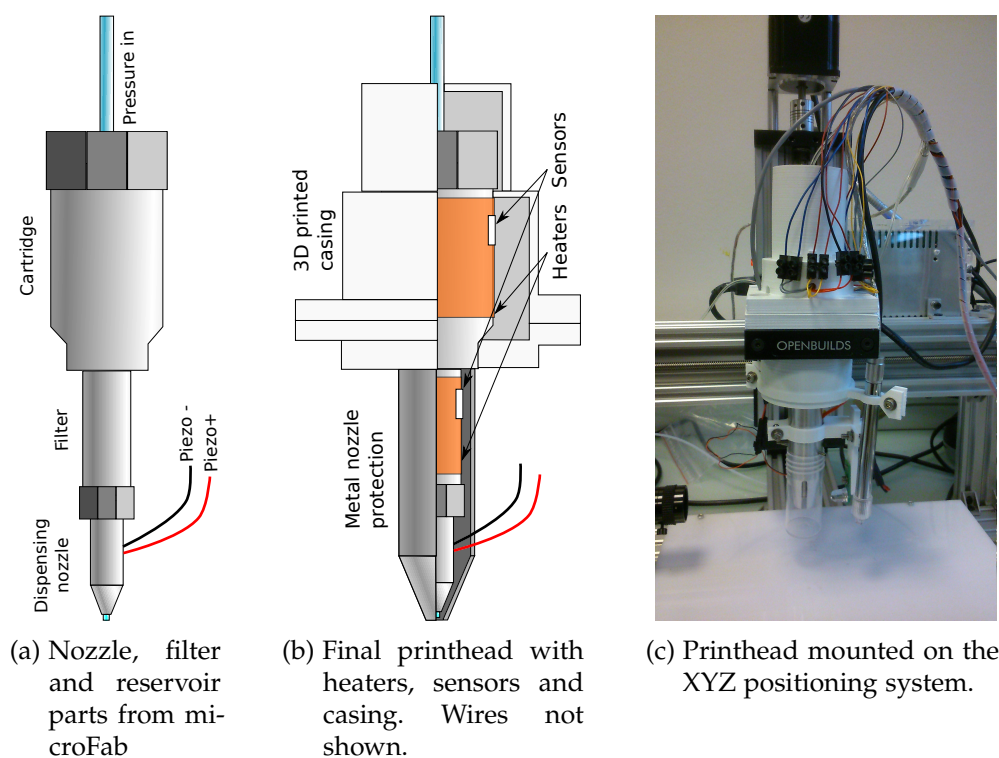 Pressure in
Cartridge
Filter
Piezo -
Piezo+
Dispensing
nozzle
3D printed
casing
Sensors
Heaters
Metal nozzle
protection
OPENBUILDS
(a) Nozzle, filter
and reservoir
parts from mi-
croFab
(b) Final printhead with
heaters, sensors and
casing. Wires not
shown.
(c) Printhead mounted on the
XYZ positioning system.